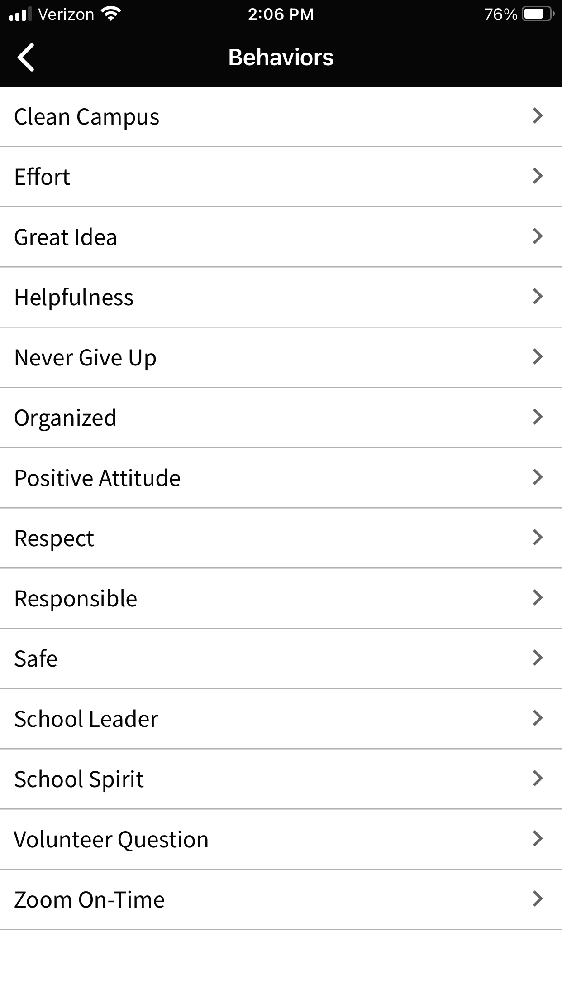 Verizon 2:06 PM 76%
Behaviors
Clean Campus
Effort
Great Idea
Helpfulness
Never Give Up
Organized
Positive Attitude
Respect
Responsible
Safe
School Leader
School Spirit
Volunteer Question
Zoom On-Time